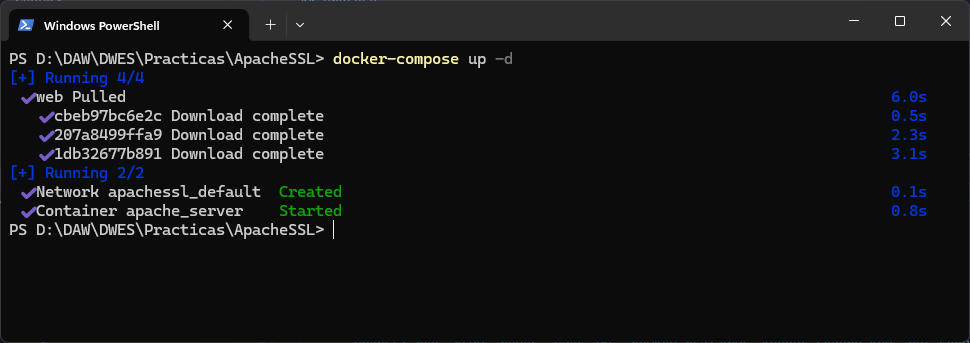 Windows PowerShell
PS D:\DAW\DWES\Practicas\ApacheSSL> docker-compose up -d
[+] Running 4/4
✔web Pulled 6.0s
✔cbeb97bc6e2c Download complete 0.5s
✔207a8499ffa9 Download complete 2.3s
✔1db32677b891 Download complete 3.1s
[+] Running 2/2
✔Network apachessl_default Created 0.1s
✔Container apache_server Started 0.8s
PS D:\DAW\DWES\Practicas\ApacheSSL>